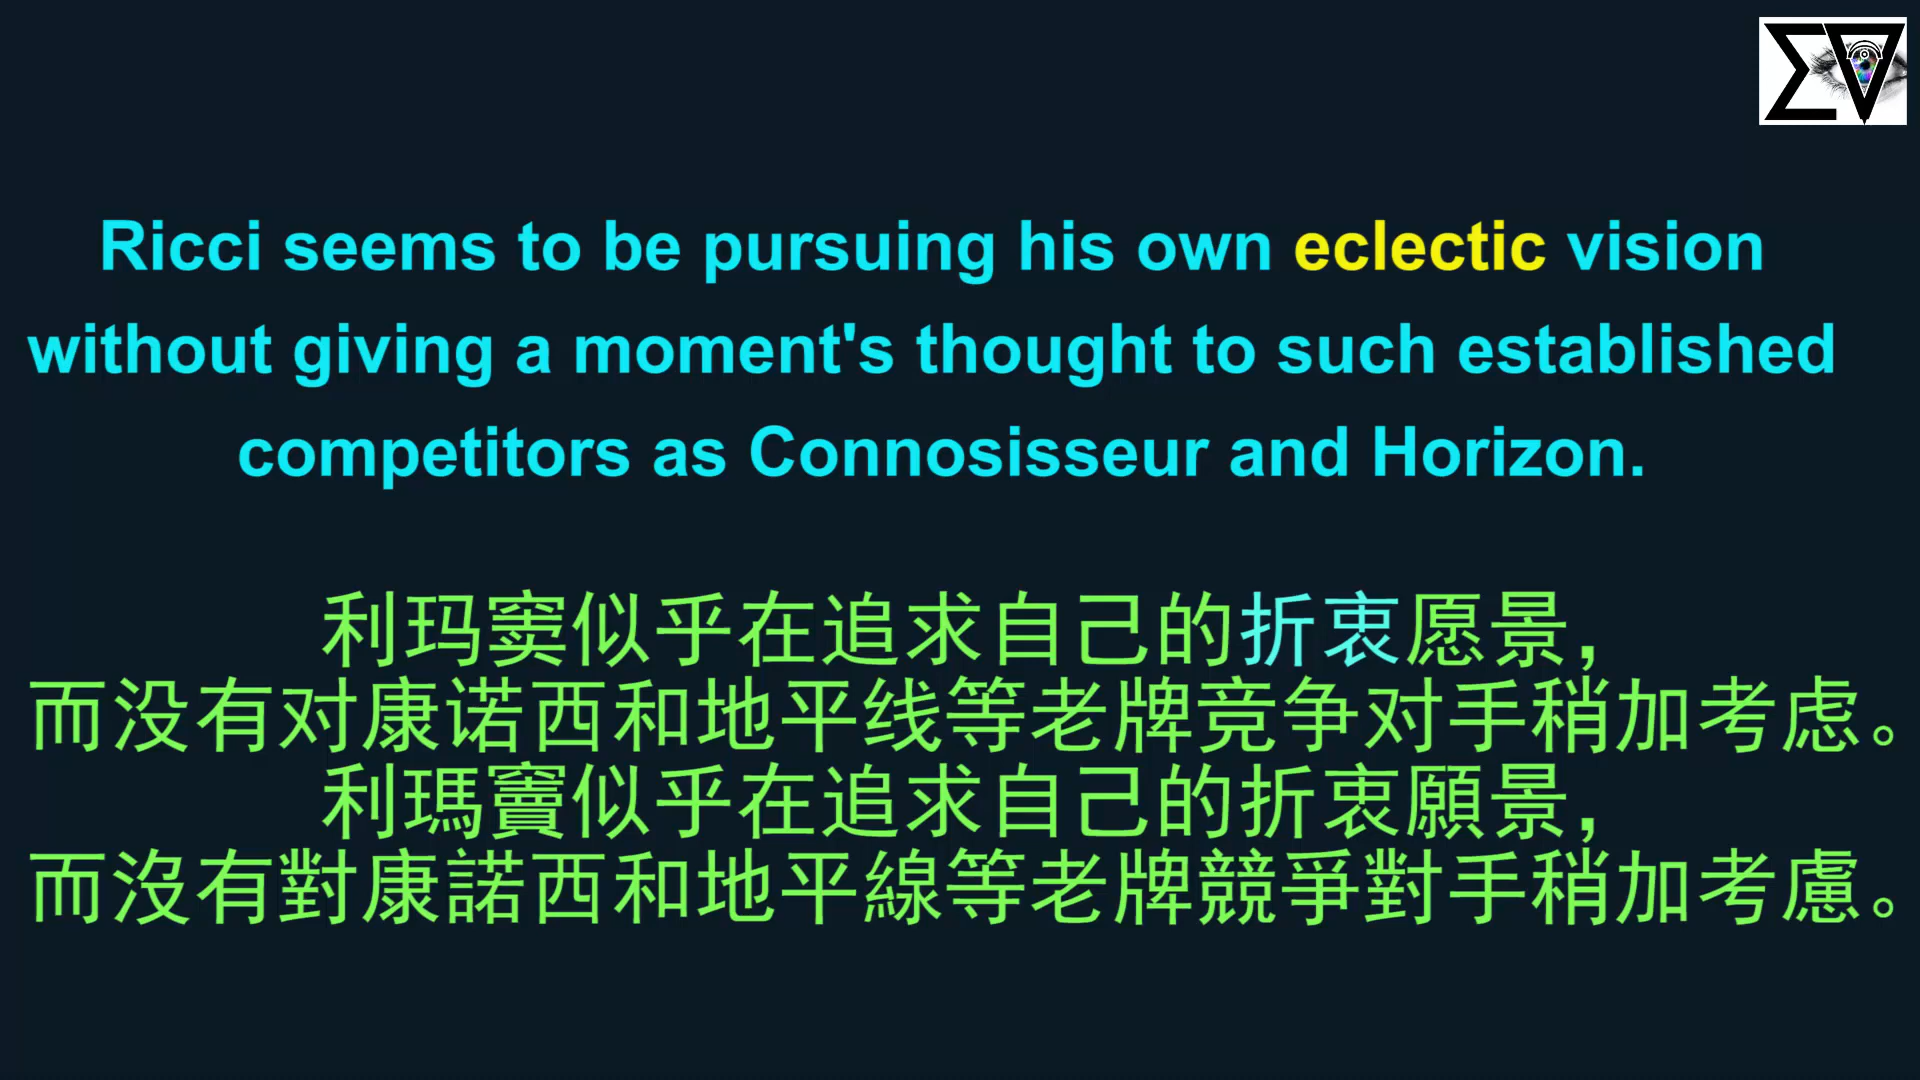 Ricci seems to be pursuing his own eclectic vision
without giving a moment's thought to such established
competitors as Connosisseur and Horizon.
利玛窦似乎在追求自己的折衷愿景，
而没有对康诺西和地平线等老牌竞争对手稍加考虑。
利瑪竇似乎在追求自己的折衷願景，
而沒有對康諾西和地平線等老牌競爭對手稍加考慮。